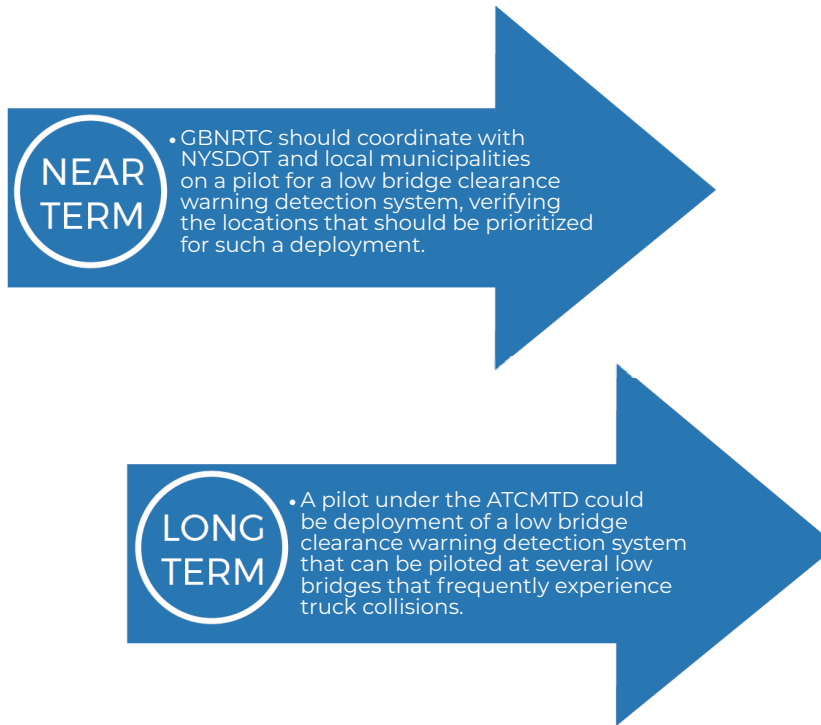 NEAR
TERM
• GBNRTC should coordinate with
NYSDOT and local municipalities
on a pilot for a low bridge clearance
warning detection system, verifying
the locations that should be prioritized
for such a deployment.
LONG
TERM
• A pilot under the ATCMTD could
be deployment of a low bridge
clearance warning detection system
that can be piloted at several low
bridges that frequently experience
truck collisions.